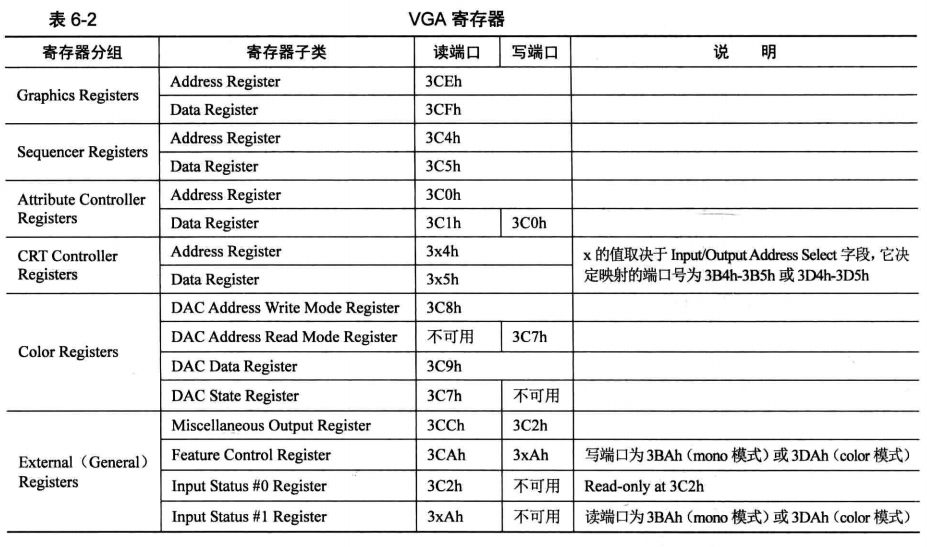 表 6-2 VGA 寄存器
寄存器分组 寄存器子类 读端口 写端口 说 明
Graphics Registers Address Register 3CEh
Data Register 3CFh
Sequencer Registers Address Register 3C4h
Data Register 3C5h
Attribute Controller Registers Address Register 3C0h
Data Register 3C1h 3C0h
CRT Controller Registers Address Register 3x4h x 的值取决于 Input/Output Address Select 字段，它决
Data Register 3x5h 定映射的端口号为 3B4h-3B5h 或 3D4h-3D5h
Color Registers DAC Address Write Mode Register 3C8h
DAC Address Read Mode Register 不可用 3C7h
DAC Data Register 3C9h
DAC State Register 3C7h 不可用
External（General）Registers Miscellaneous Output Register 3CCh 3C2h
Feature Control Register 3CAh 3xAh 写端口为 3BAh（mono 模式）或 3DAh（color 模式）
Input Status #0 Register 3C2h 不可用 Read-only at 3C2h
Input Status #1 Register 3xAh 不可用 读端口为 3BAh（mono 模式）或 3DAh（color 模式）